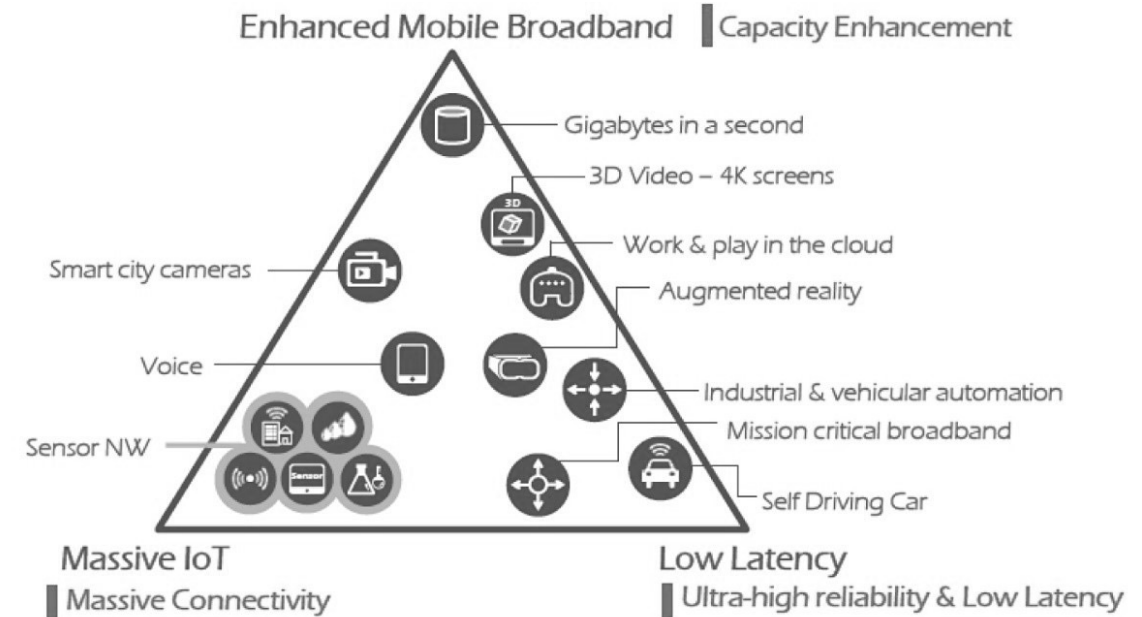 Enhanced Mobile Broadband
Capacity Enhancement
Gigabytes in a second
3D Video – 4K screens
3D
Work & play in the cloud
Smart city cameras
Augmented reality
Voice
Industrial & vehicular automation
Mission critical broadband
Sensor NW
Sensor
Self Driving Car
Massive IoT
Low Latency
Massive Connectivity
Ultra-high reliability & Low Latency